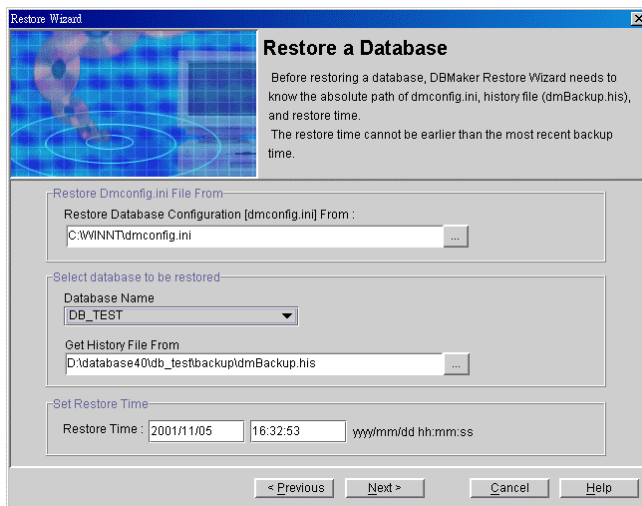 Restore Wizard
Restore a Database
Before restoring a database, DBMaker Restore Wizard needs to
know the absolute path of dmconfig.ini, history file (dmBackup.his),
and restore time.
The restore time cannot be earlier than the most recent backup
time.
Restore Dmconfig.ini File From
Restore Database Configuration [dmconfig.ini] From :
C:\WINNT\dmconfig.ini
...
Select database to be restored
Database Name
DB_TEST
Get History File From
D:\database40\db_test\backup\dmBackup.his
...
Set Restore Time
Restore Time : 2001/11/05 16:32:53 yyyy/mm/dd hh:mm:ss
< Previous Next > Cancel Help